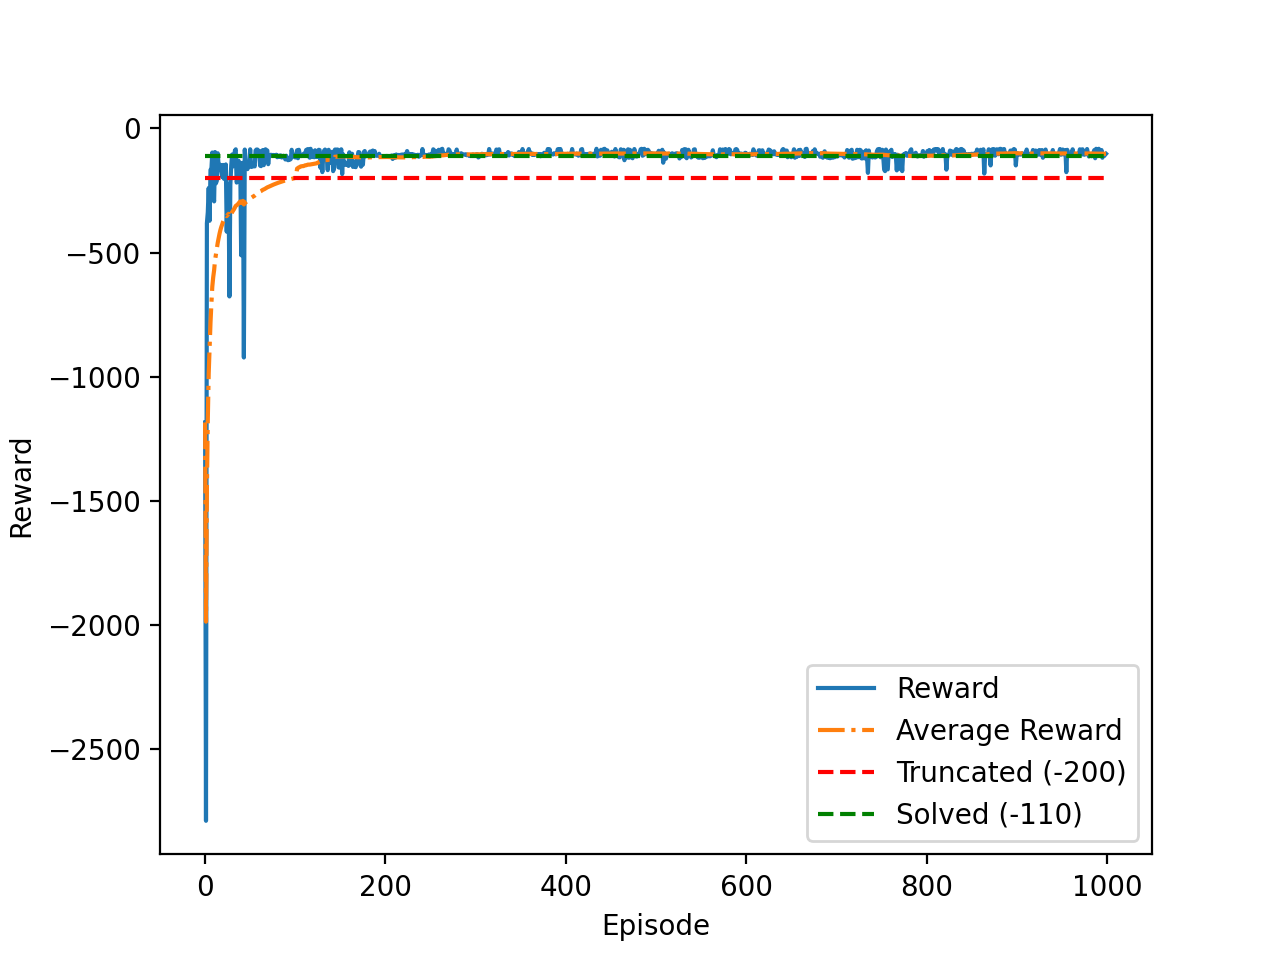 0
−500
−1000
−1500
−2000
−2500
Reward
0
200
400
600
800
1000
Episode
Reward
Average Reward
Truncated (-200)
Solved (-110)